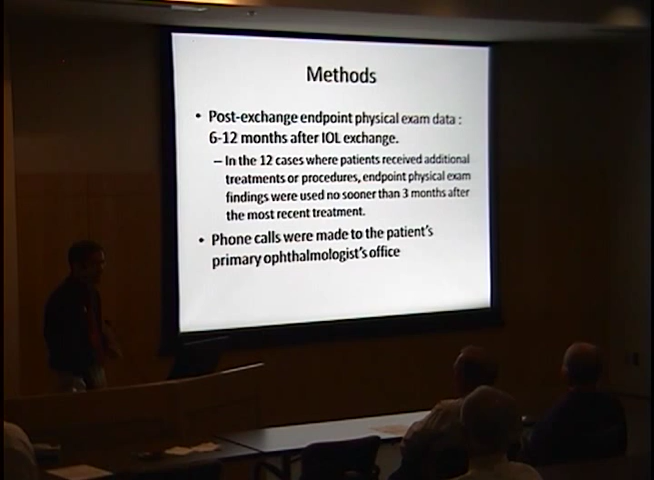 Methods
• Post-exchange endpoint physical exam data :
6-12 months after IOL exchange.
– In the 12 cases where patients received additional
treatments or procedures, endpoint physical exam
findings were used no sooner than 3 months after
the most recent treatment.
• Phone calls were made to the patient's
primary ophthalmologist's office